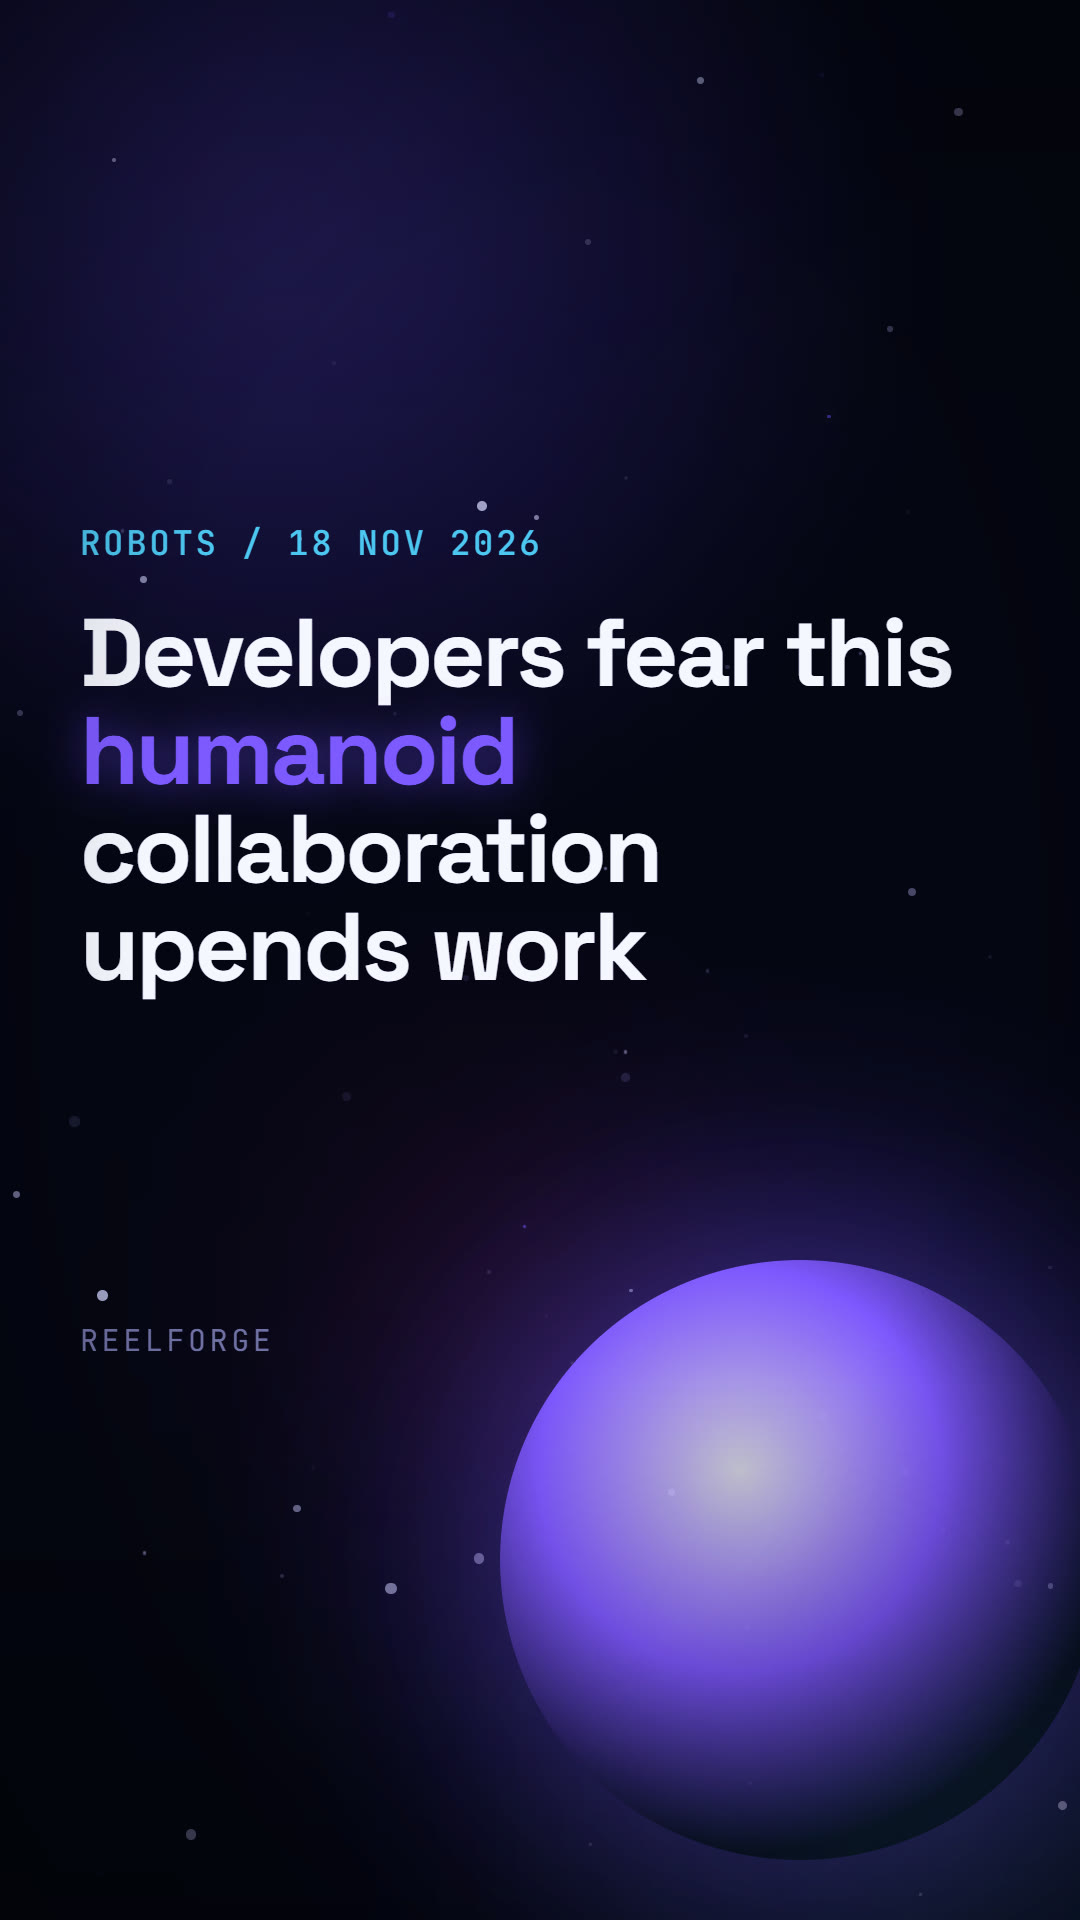 ROBOTS / 18 NOV 2026
Developers fear this
humanoid
collaboration
upends work
REELFORGE